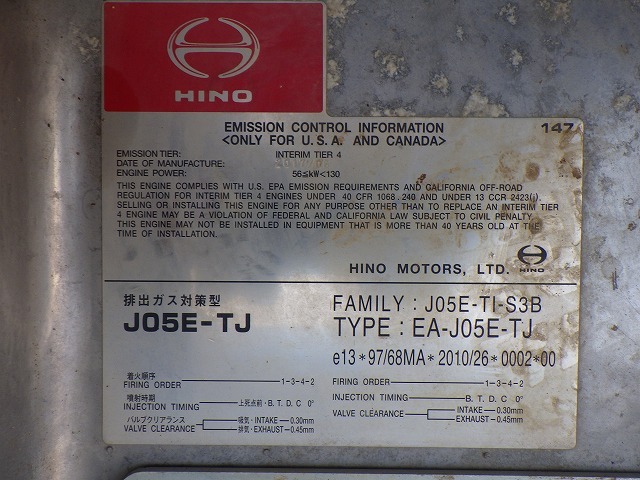 HINO
EMISSION CONTROL INFORMATION
147
<ONLY FOR U.S.A. AND CANADA>
EMISSION TIER: INTERIM TIER 4
DATE OF MANUFACTURE:
ENGINE POWER: 56≤kW<130
THIS ENGINE COMPLIES WITH U.S. EPA EMISSION REQUIREMENTS AND CALIFORNIA OFF-ROAD
REGULATION FOR INTERIM TIER 4 ENGINES UNDER 40 CFR 1068.240 AND UNDER 13 CCR 2423(j).
SELLING OR INSTALLING THIS ENGINE FOR ANY PURPOSE OTHER THAN TO REPLACE AN INTERIM TIER
4 ENGINE MAY BE A VIOLATION OF FEDERAL AND CALIFORNIA LAW SUBJECT TO CIVIL PENALTY.
THIS ENGINE MAY NOT BE INSTALLED IN EQUIPMENT THAT IS MORE THAN 40 YEARS OLD AT THE
TIME OF INSTALLATION.
HINO MOTORS, LTD. HINO
排出ガス対策型
J05E-TJ
着火順序
FIRING ORDER 1-3-4-2
噴射時期
INJECTION TIMING 上死点前・B.T.D.C 0°
バルブクリアランス 吸気・INTAKE-0.30mm
VALVE CLEARANCE 排気・EXHAUST-0.45mm
FAMILY : J05E-TI-S3B
TYPE : EA-J05E-TJ
e13*97/68MA*2010/26*0002*00
FIRING ORDER 1-3-4-2
INJECTION TIMING B.T.D.C 0°
VALVE CLEARANCE INTAKE-0.30mm
EXHAUST-0.45mm